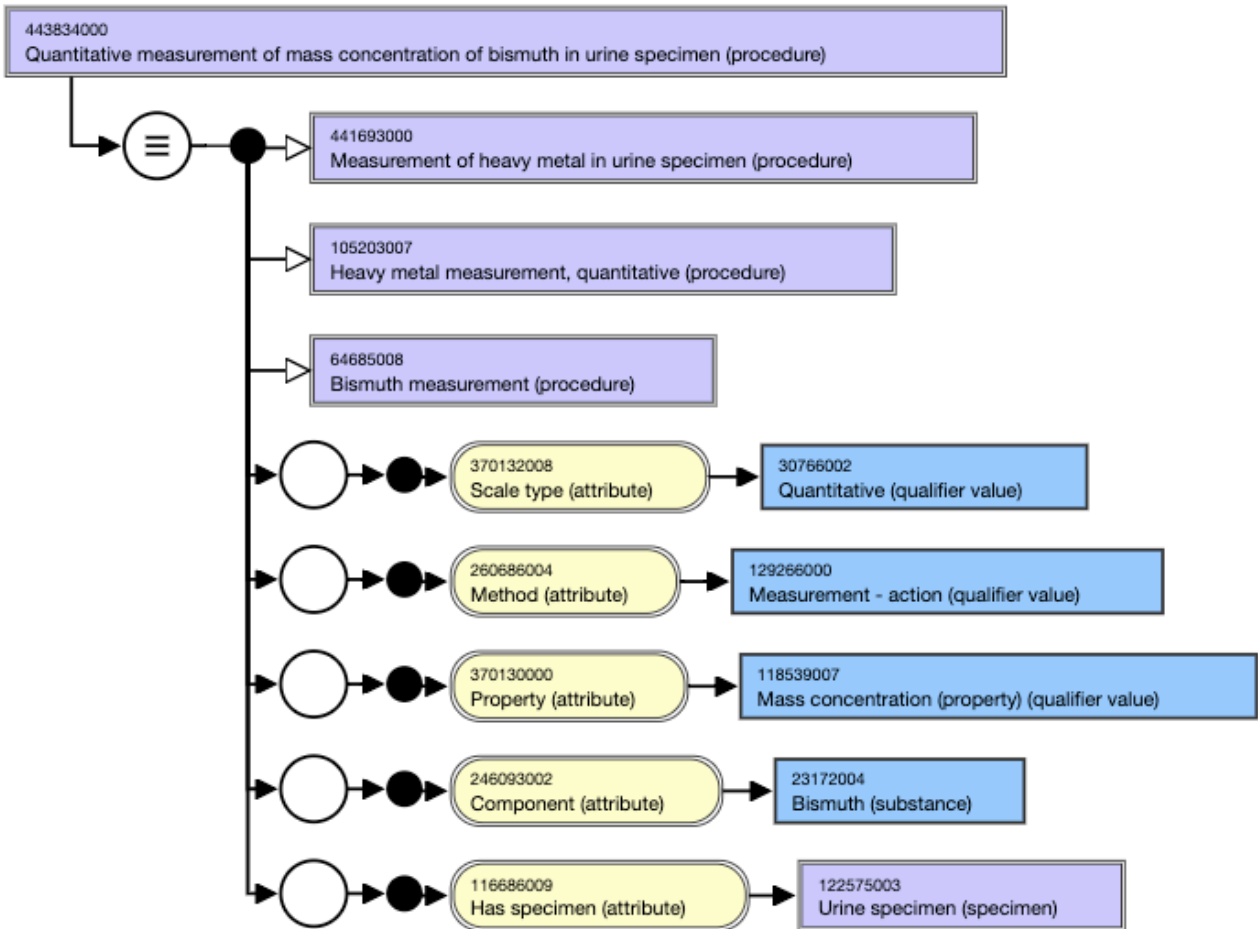 443834000
Quantitative measurement of mass concentration of bismuth in urine specimen (procedure)
441693000
Measurement of heavy metal in urine specimen (procedure)
105203007
Heavy metal measurement, quantitative (procedure)
64685008
Bismuth measurement (procedure)
370132008
Scale type (attribute)
30766002
Quantitative (qualifier value)
260686004
Method (attribute)
129266000
Measurement - action (qualifier value)
370130000
Property (attribute)
118539007
Mass concentration (property) (qualifier value)
246093002
Component (attribute)
23172004
Bismuth (substance)
116686009
Has specimen (attribute)
122575003
Urine specimen (specimen)